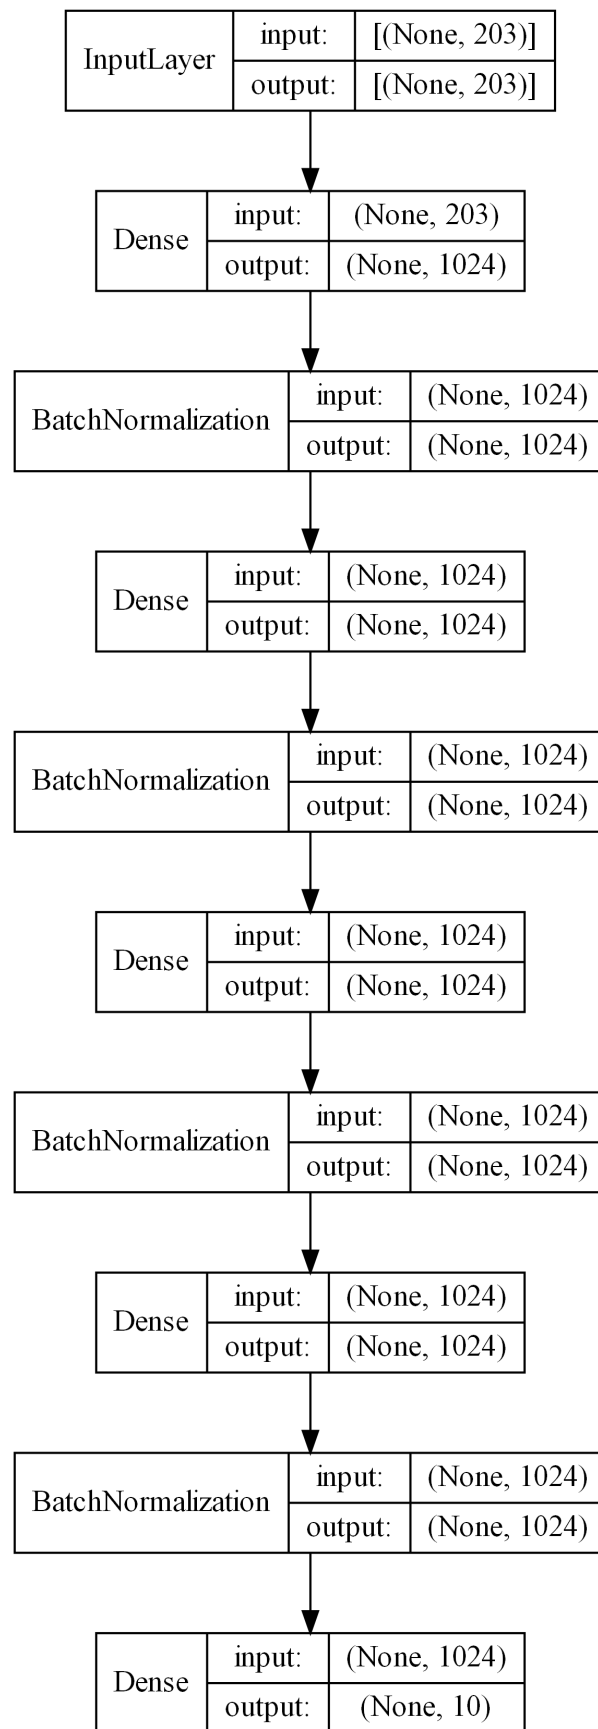 InputLayer
input: [(None, 203)]
output: [(None, 203)]
Dense
input: (None, 203)
output: (None, 1024)
BatchNormalization
input: (None, 1024)
output: (None, 1024)
Dense
input: (None, 1024)
output: (None, 1024)
BatchNormalization
input: (None, 1024)
output: (None, 1024)
Dense
input: (None, 1024)
output: (None, 1024)
BatchNormalization
input: (None, 1024)
output: (None, 1024)
Dense
input: (None, 1024)
output: (None, 1024)
BatchNormalization
input: (None, 1024)
output: (None, 1024)
Dense
input: (None, 1024)
output: (None, 10)